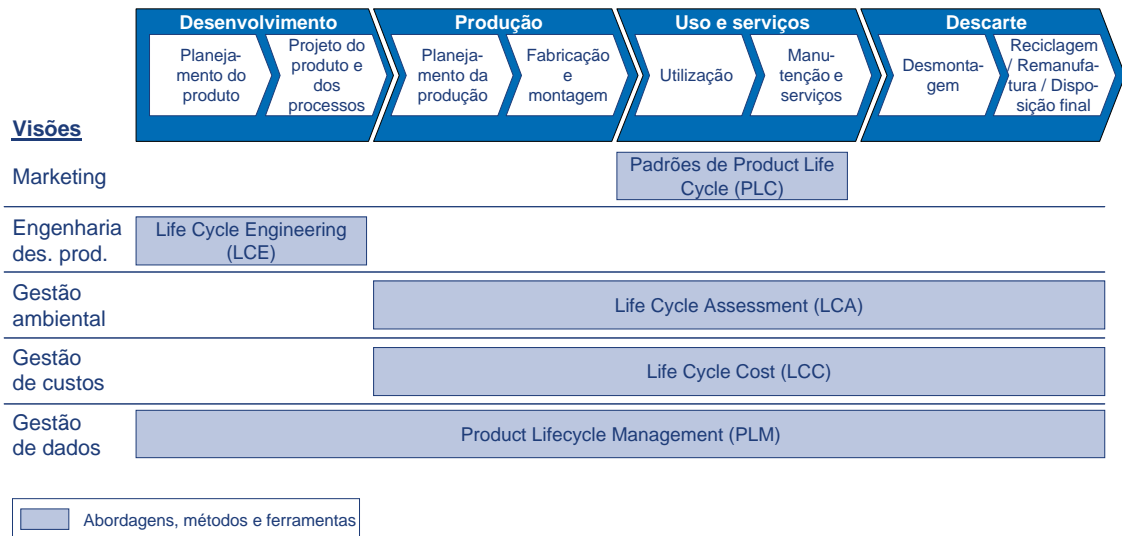 Desenvolvimento
Produção
Uso e serviços
Descarte
Planeja-
mento do
produto
Projeto do
produto e
dos
processos
Planeja-
mento da
produção
Fabricação
e
montagem
Utilização
Manu-
tenção e
serviços
Desmonta-
gem
Reciclagem
/ Remanufa-
tura / Dispo-
sição final
Visões
Marketing
Padrões de Product Life
Cycle (PLC)
Engenharia
des. prod.
Life Cycle Engineering
(LCE)
Gestão
ambiental
Life Cycle Assessment (LCA)
Gestão
de custos
Life Cycle Cost (LCC)
Gestão
de dados
Product Lifecycle Management (PLM)
Abordagens, métodos e ferramentas